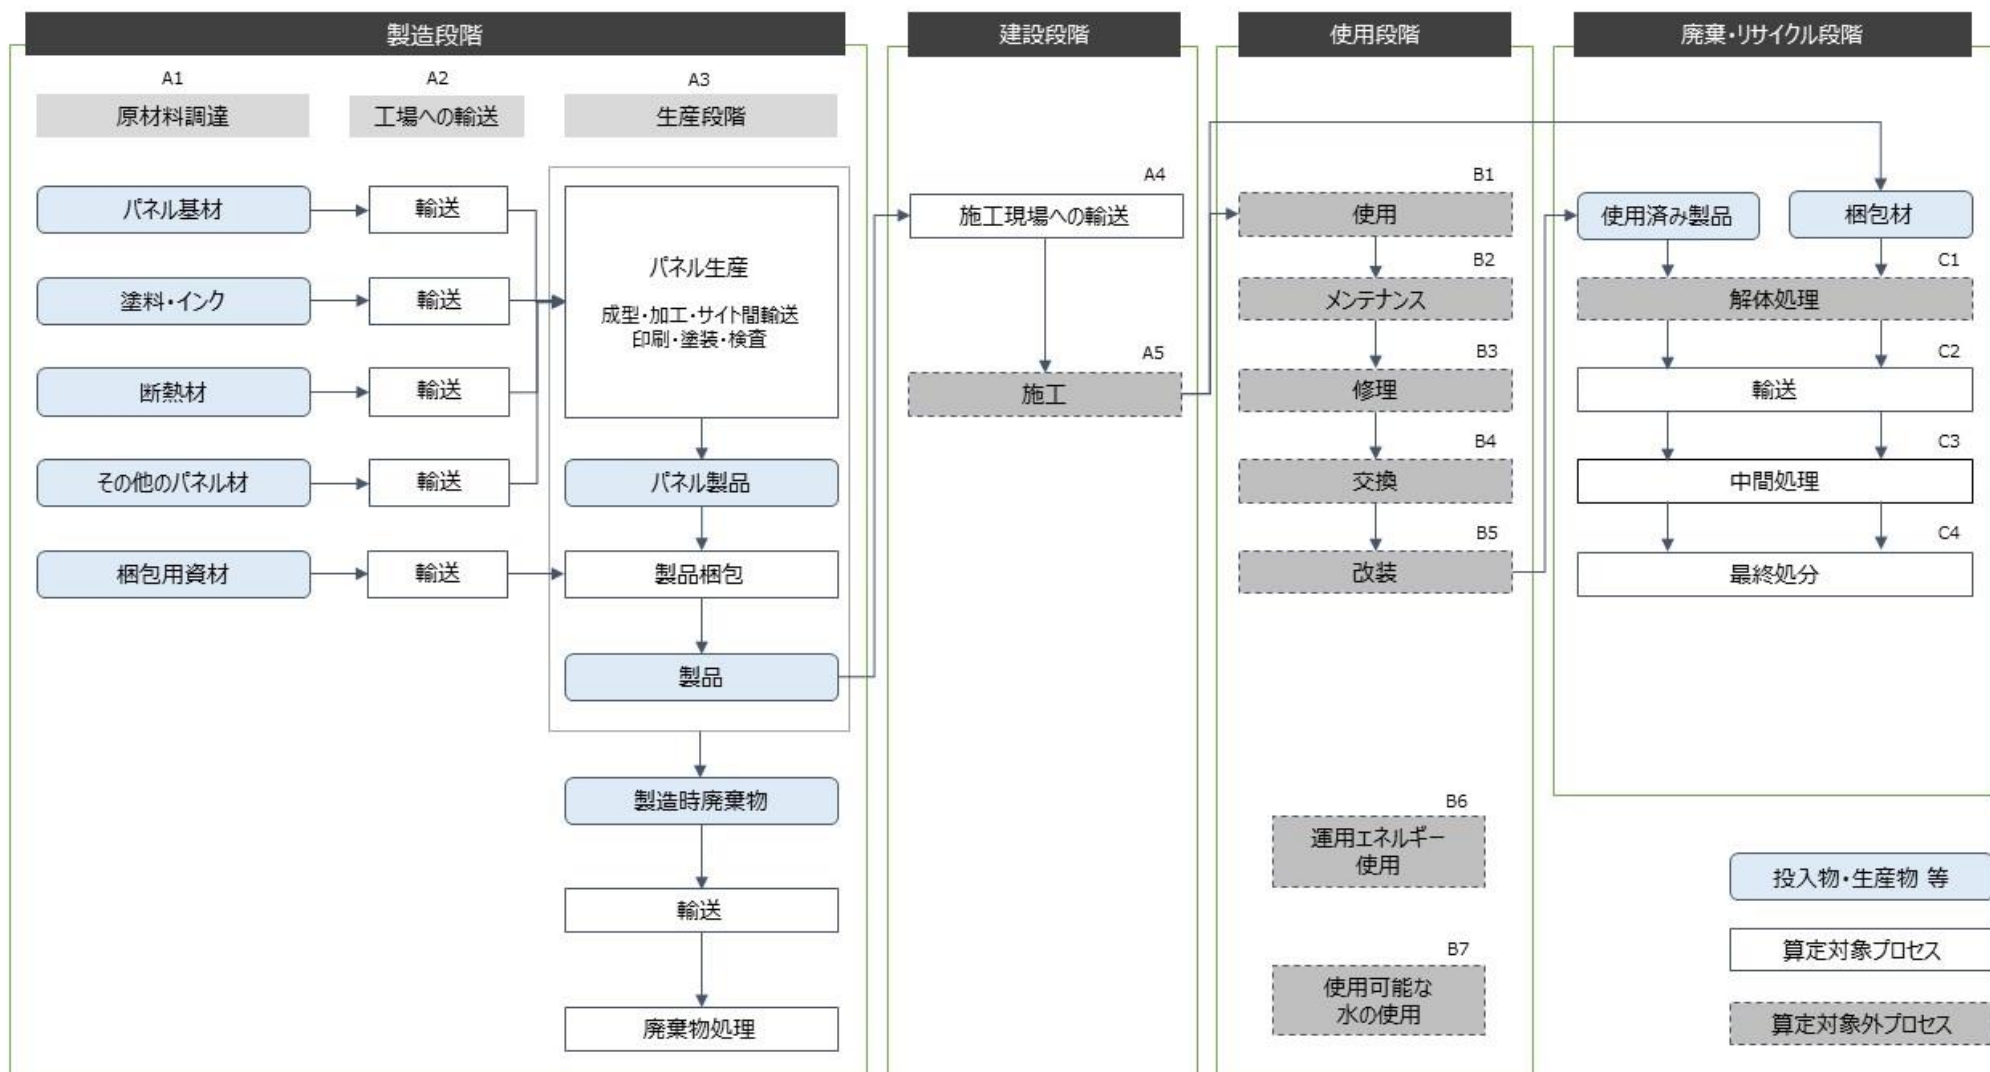 製造段階
A1
原材料調達
A2
工場への輸送
A3
生産段階
パネル基材
輸送
塗料・インク
輸送
断熱材
輸送
その他のパネル材
輸送
梱包用資材
輸送
パネル生産
成型・加工・サイト間輸送
印刷・塗装・検査
パネル製品
製品梱包
製品
製造時廃棄物
輸送
廃棄物処理
建設段階
A4
施工現場への輸送
A5
施工
使用段階
B1
使用
B2
メンテナンス
B3
修理
B4
交換
B5
改装
B6
運用エネルギー
使用
B7
使用可能な
水の使用
廃棄・リサイクル段階
使用済み製品
梱包材
C1
解体処理
C2
輸送
C3
中間処理
C4
最終処分
投入物・生産物 等
算定対象プロセス
算定対象外プロセス